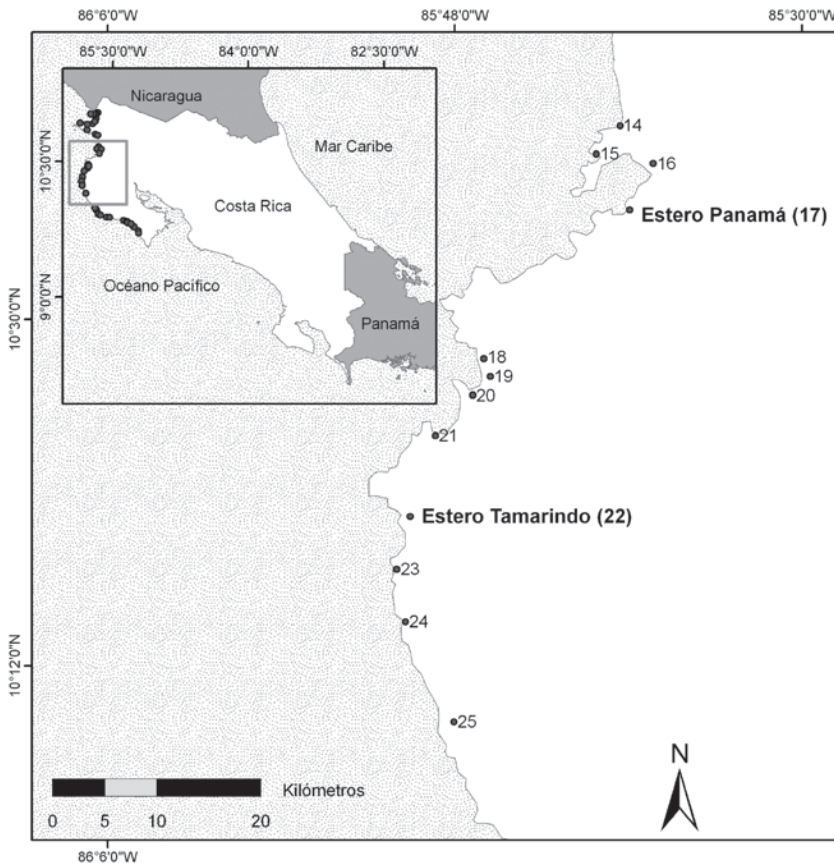 86°6'0"W
85°48'0"W
85°30'0"W
85°30'0"W
84°0'0"W
82°30'0"W
Nicaragua
Mar Caribe
10°30'0"N
Costa Rica
9°0'0"N
Océano Pacífico
Panamá
14
15
16
Estero Panamá (17)
10°30'0"N
18
19
20
21
Estero Tamarindo (22)
23
24
10°12'0"N
25
N
Kilómetros
0 5 10 20
86°6'0"W